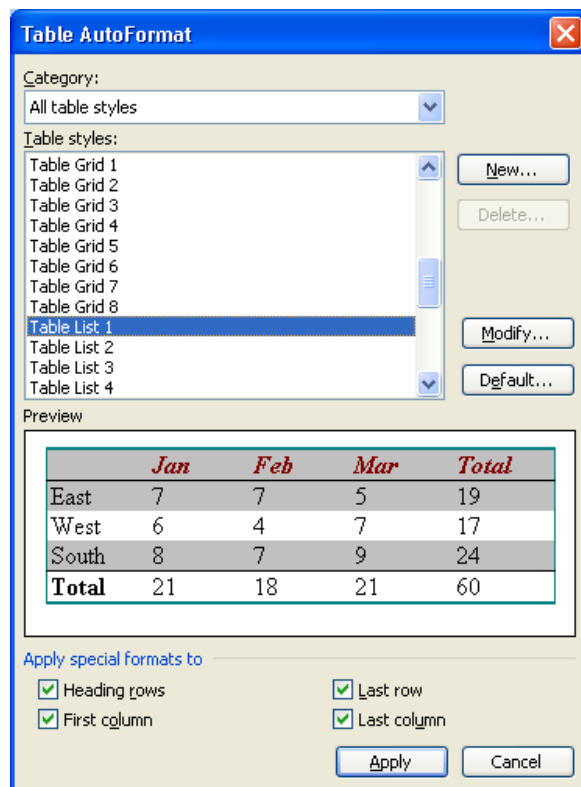 Table AutoFormat
Category:
All table styles
Table styles:
Table Grid 1
Table Grid 2
Table Grid 3
Table Grid 4
Table Grid 5
Table Grid 6
Table Grid 7
Table Grid 8
Table List 1
Table List 2
Table List 3
Table List 4
New...
Delete...
Modify...
Default...
Preview
Jan Feb Mar Total
East 7 7 5 19
West 6 4 7 17
South 8 7 9 24
Total 21 18 21 60
Apply special formats to
Heading rows Last row
First column Last column
Apply Cancel